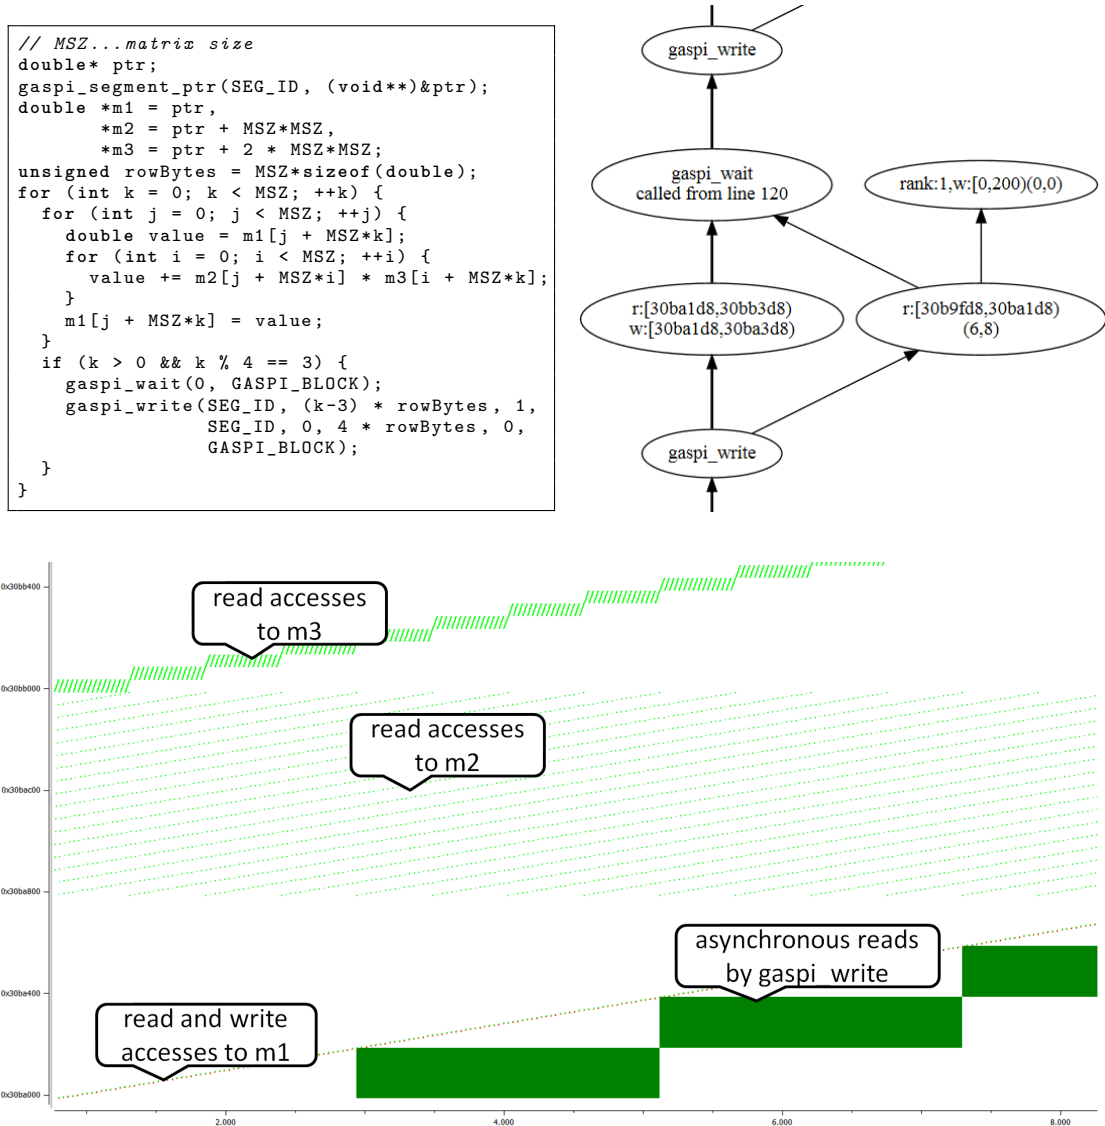 // MSZ...matrix size
double* ptr;
gaspi_segment_ptr(SEG_ID, (void**)&ptr);
double *m1 = ptr,
       *m2 = ptr + MSZ*MSZ,
       *m3 = ptr + 2 * MSZ*MSZ;
unsigned rowBytes = MSZ*sizeof(double);
for (int k = 0; k < MSZ; ++k) {
  for (int j = 0; j < MSZ; ++j) {
    double value = m1[j + MSZ*k];
    for (int i = 0; i < MSZ; ++i) {
      value += m2[j + MSZ*i] * m3[i + MSZ*k];
    }
    m1[j + MSZ*k] = value;
  }
  if (k > 0 && k % 4 == 3) {
    gaspi_wait(0, GASPI_BLOCK);
    gaspi_write(SEG_ID, (k-3) * rowBytes, 1,
                SEG_ID, 0, 4 * rowBytes, 0,
                GASPI_BLOCK);
  }
}
gaspi_write
gaspi_wait
called from line 120
rank:1,w:[0,200)(0,0)
r:[30ba1d8,30bb3d8)
w:[30ba1d8,30ba3d8)
r:[30b9fd8,30ba1d8)
(6,8)
gaspi_write
0x30bb400
read accesses
to m3
0x30bb000
read accesses
to m2
0x30bac00
0x30ba800
asynchronous reads
by gaspi_write
0x30ba400
read and write
accesses to m1
0x30ba000
2.000
4.000
6.000
8.000